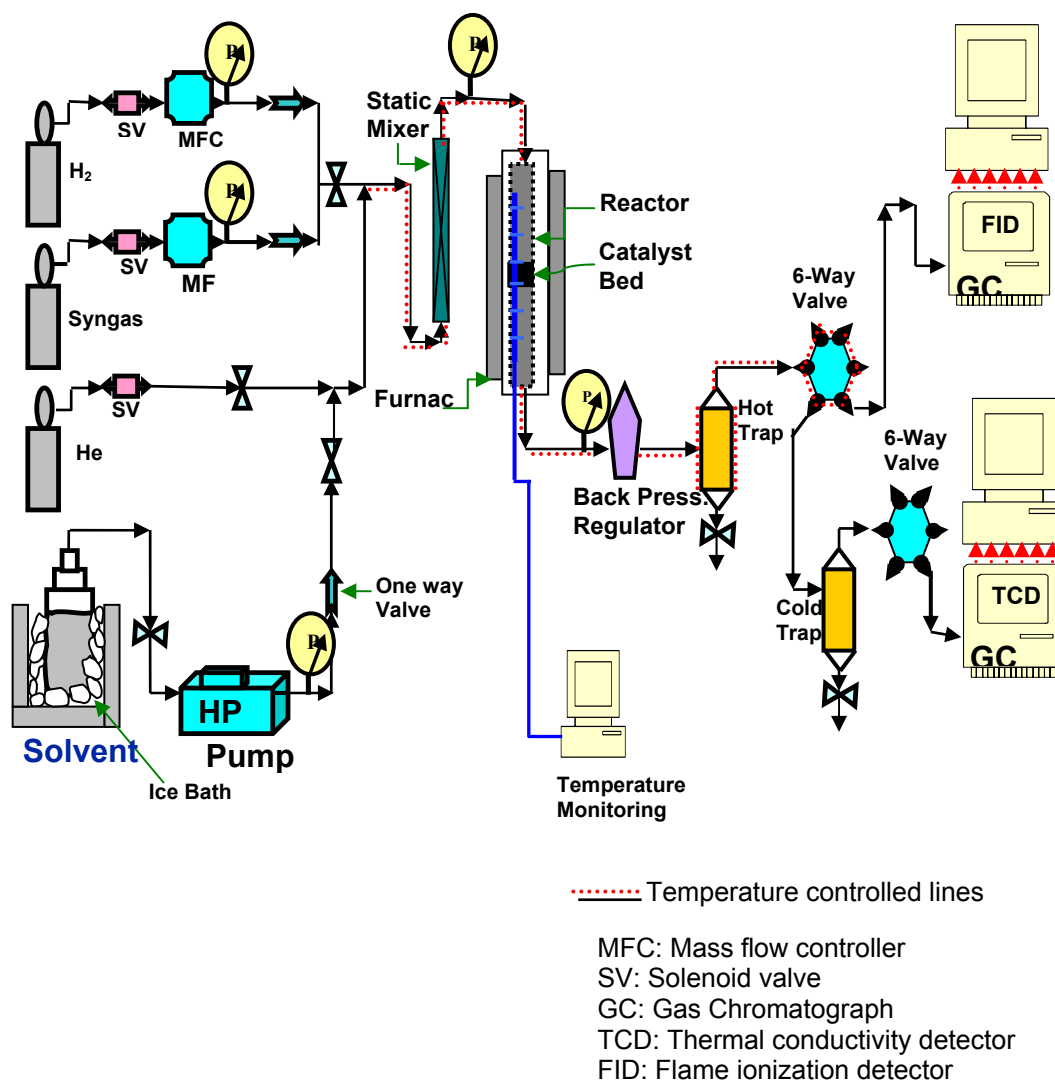 P
P
Static
Mixer
SV
MFC
H₂
P
Reactor
FID
GC
Catalyst
Bed
SV
MF
6-Way
Valve
Syngas
Furnac
SV
P
Hot
Trap
He
6-Way
Valve
Back Press.
Regulator
One way
Valve
P
TCD
GC
Cold
Trap
HP
Solvent
Pump
Ice Bath
Temperature
Monitoring
Temperature controlled lines
MFC: Mass flow controller
SV: Solenoid valve
GC: Gas Chromatograph
TCD: Thermal conductivity detector
FID: Flame ionization detector